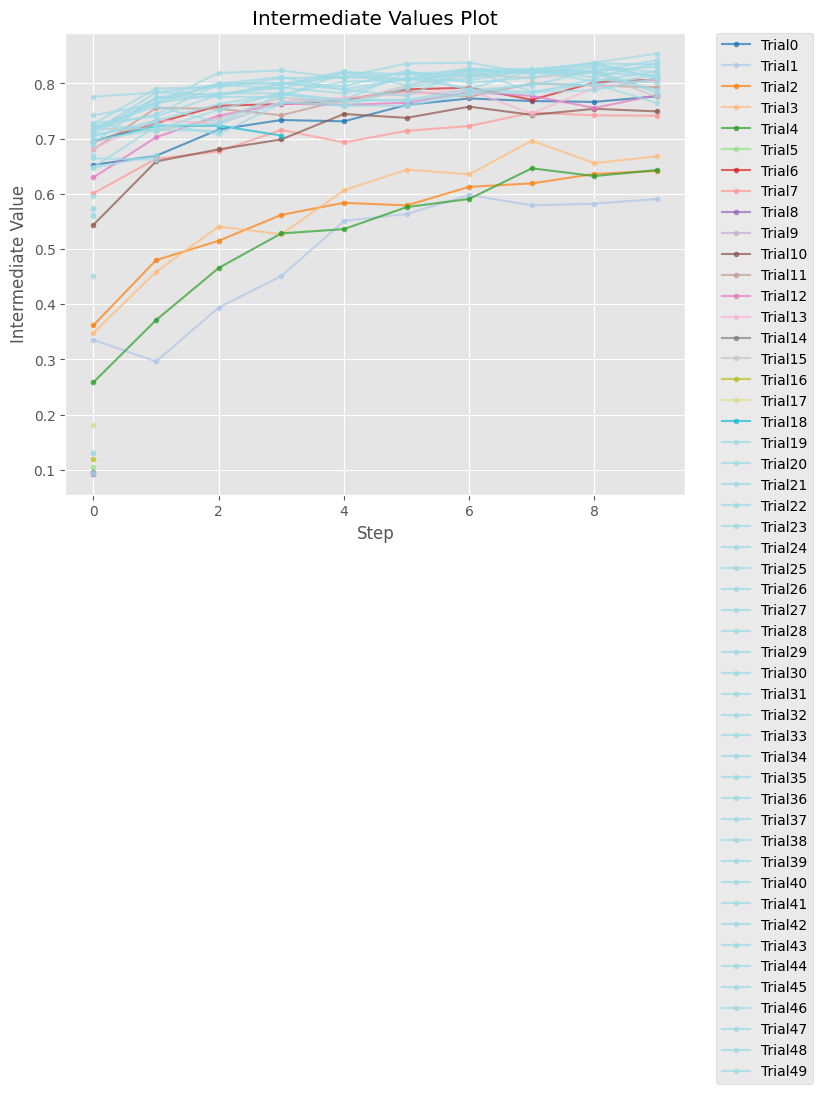 Intermediate Values Plot
Intermediate Value
0.8
0.7
0.6
0.5
0.4
0.3
0.2
0.1
0 2 4 6 8
Step
Trial0
Trial1
Trial2
Trial3
Trial4
Trial5
Trial6
Trial7
Trial8
Trial9
Trial10
Trial11
Trial12
Trial13
Trial14
Trial15
Trial16
Trial17
Trial18
Trial19
Trial20
Trial21
Trial22
Trial23
Trial24
Trial25
Trial26
Trial27
Trial28
Trial29
Trial30
Trial31
Trial32
Trial33
Trial34
Trial35
Trial36
Trial37
Trial38
Trial39
Trial40
Trial41
Trial42
Trial43
Trial44
Trial45
Trial46
Trial47
Trial48
Trial49